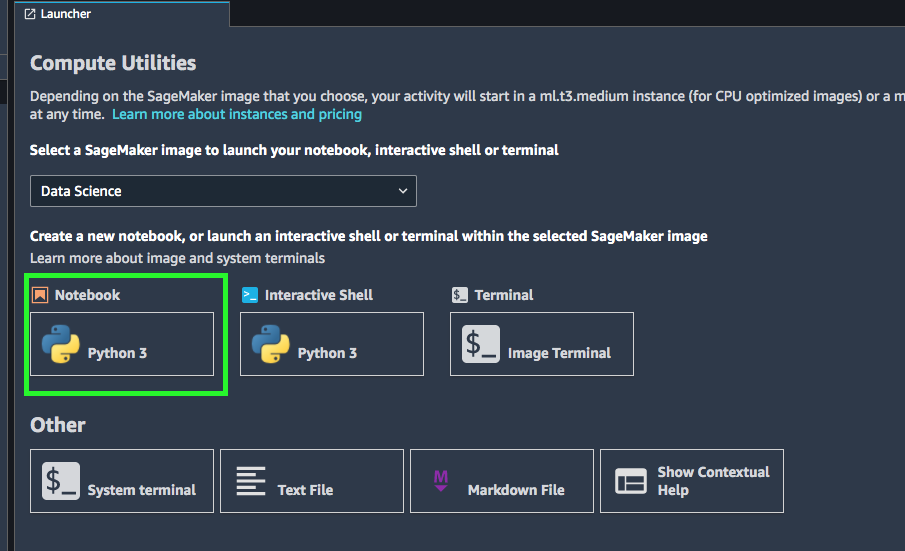 Launcher
Compute Utilities
Depending on the SageMaker image that you choose, your activity will start in a ml.t3.medium instance (for CPU optimized images) or a m
at any time. Learn more about instances and pricing
Select a SageMaker image to launch your notebook, interactive shell or terminal
Data Science
Create a new notebook, or launch an interactive shell or terminal within the selected SageMaker image
Learn more about image and system terminals
Notebook
Python 3
>_ Interactive Shell
Python 3
$_ Terminal
$_ Image Terminal
Other
$_ System terminal
Text File
M Markdown File
Show Contextual
Help